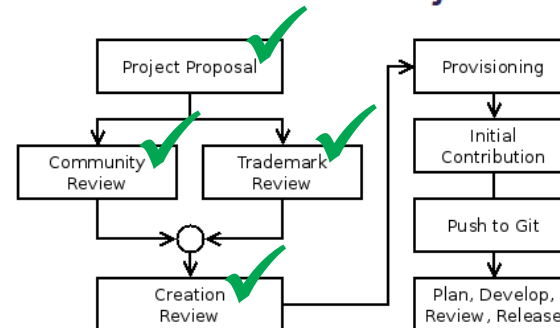 Project Proposal
Community
Review
Trademark
Review
Creation
Review
Provisioning
Initial
Contribution
Push to Git
Plan, Develop,
Review, Release